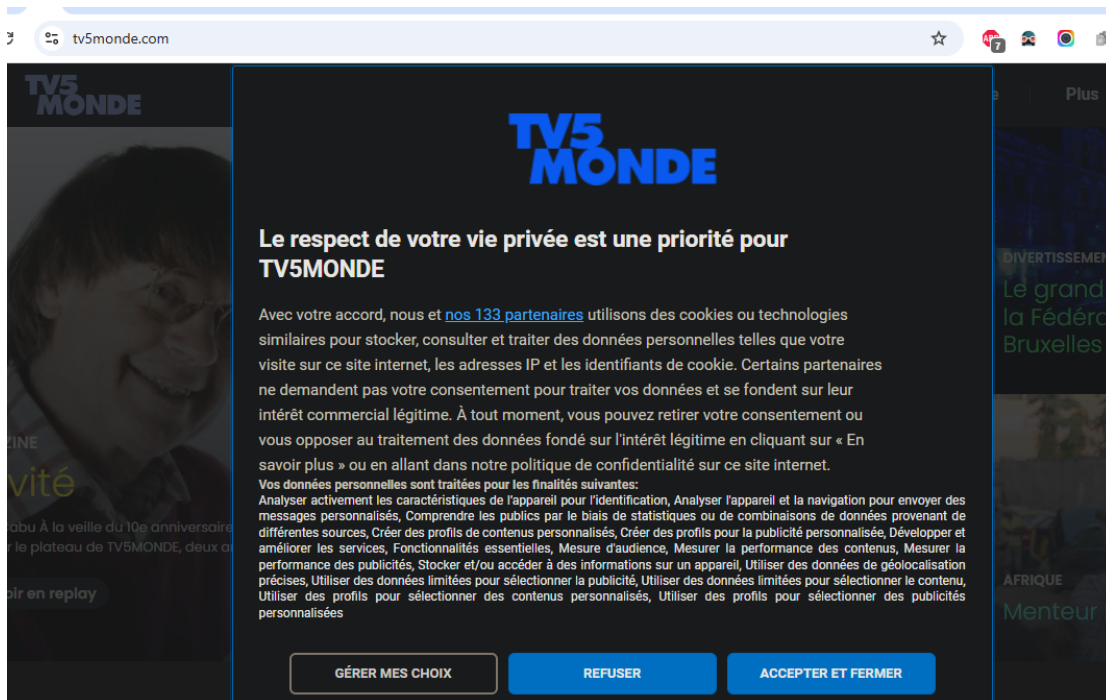 tv5monde.com
7
TV5
MONDE
Plus
TV5
MONDE
Le respect de votre vie privée est une priorité pour
TV5MONDE
Avec votre accord, nous et nos 133 partenaires utilisons des cookies ou technologies
similaires pour stocker, consulter et traiter des données personnelles telles que votre
visite sur ce site internet, les adresses IP et les identifiants de cookie. Certains partenaires
ne demandent pas votre consentement pour traiter vos données et se fondent sur leur
intérêt commercial légitime. À tout moment, vous pouvez retirer votre consentement ou
vous opposer au traitement des données fondé sur l'intérêt légitime en cliquant sur « En
savoir plus » ou en allant dans notre politique de confidentialité sur ce site internet.
Vos données personnelles sont traitées pour les finalités suivantes:
Analyser activement les caractéristiques de l'appareil pour l'identification, Analyser l'appareil et la navigation pour envoyer des
messages personnalisés, Comprendre les publics par le biais de statistiques ou de combinaisons de données provenant de
différentes sources, Créer des profils de contenus personnalisés, Créer des profils pour la publicité personnalisée, Développer et
améliorer les services, Fonctionnalités essentielles, Mesure d'audience, Mesurer la performance des contenus, Mesurer la
performance des publicités, Stocker et/ou accéder à des informations sur un appareil, Utiliser des données de géolocalisation
précises, Utiliser des données limitées pour sélectionner la publicité, Utiliser des données limitées pour sélectionner le contenu,
Utiliser des profils pour sélectionner des contenus personnalisés, Utiliser des profils pour sélectionner des publicités
personnalisées
GÉRER MES CHOIX
REFUSER
ACCEPTER ET FERMER
ZINE
vité
abu À la veille du 10e anniversaire
r le plateau de TV5MONDE, deux a
oir en replay
DIVERTISSEMEN
Le grand
la Fédéra
Bruxelles
AFRIQUE
Menteur